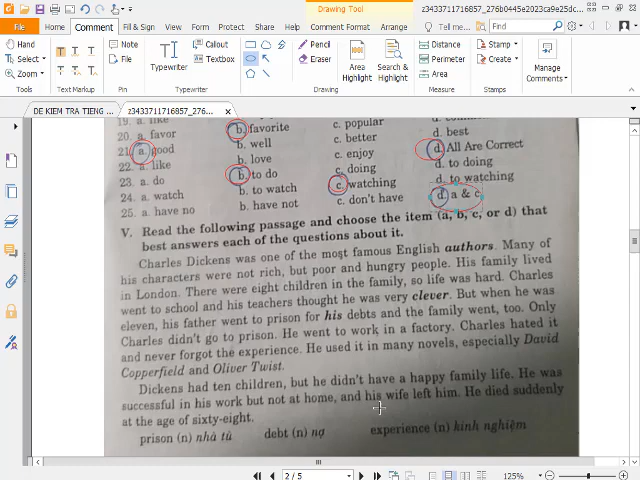 Drawing Tool
z3433711716857_276b0445e2023ca9e25dc...
File Home Comment View Form Protect Share Help Comment Format Arrange Tell me...
Hand
Select
Zoom
Text Markup
Note
File
Pin
Typewriter
Callout
Textbox
Typewriter
Drawing
Pencil
Eraser
Area Highlight
Search & Highlight
Distance
Perimeter
Area
Measure
Stamp
Create
Stamps
Manage Comments
Tools
DE KIEM TRA TIENG ...
z3433711716857_276...
19. a. like
20. a. favor b. favorite c. popular
21. a. good b. well c. better d. best
22. a. like b. love c. enjoy d. All Are Correct
23. a. do b. to do c. doing d. to doing
24. a. watch b. to watch c. watching d. to watching
25. a. have no b. have not c. don't have d. a & c
V. Read the following passage and choose the item (a, b, c, or d) that
best answers each of the questions about it.
Charles Dickens was one of the most famous English authors. Many of
his characters were not rich, but poor and hungry people. His family lived
in London. There were eight children in the family, so life was hard. Charles
went to school and his teachers thought he was very clever. But when he was
eleven, his father went to prison for his debts and the family went, too. Only
Charles didn't go to prison. He went to work in a factory. Charles hated it
and never forgot the experience. He used it in many novels, especially David
Copperfield and Oliver Twist.
Dickens had ten children, but he didn't have a happy family life. He was
successful in his work but not at home, and his wife left him. He died suddenly
at the age of sixty-eight.
prison (n) nhà tù debt (n) nợ experience (n) kinh nghiệm
2 / 5
125%